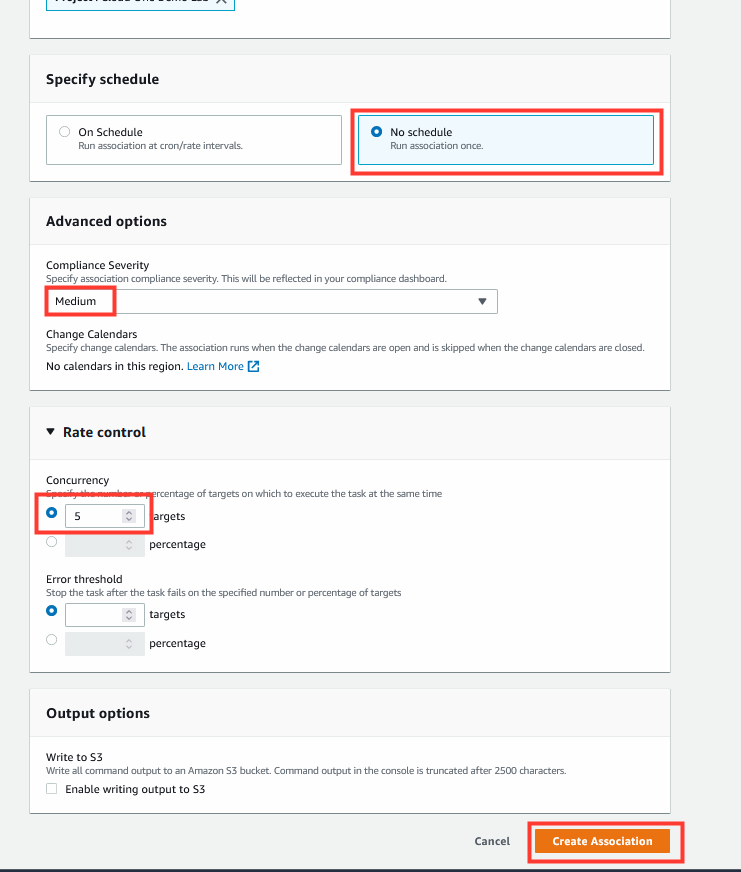 Specify schedule
On Schedule
Run association at cron/rate intervals.
No schedule
Run association once.
Advanced options
Compliance Severity
Specify association compliance severity. This will be reflected in your compliance dashboard.
Medium
Change Calendars
Specify change calendars. The association runs when the change calendars are open and is skipped when the change calendars are closed.
No calendars in this region. Learn More
Rate control
Concurrency
Specify the number or percentage of targets on which to execute the task at the same time
5 targets
percentage
Error threshold
Stop the task after the task fails on the specified number or percentage of targets
targets
percentage
Output options
Write to S3
Write all command output to an Amazon S3 bucket. Command output in the console is truncated after 2500 characters.
Enable writing output to S3
Cancel
Create Association